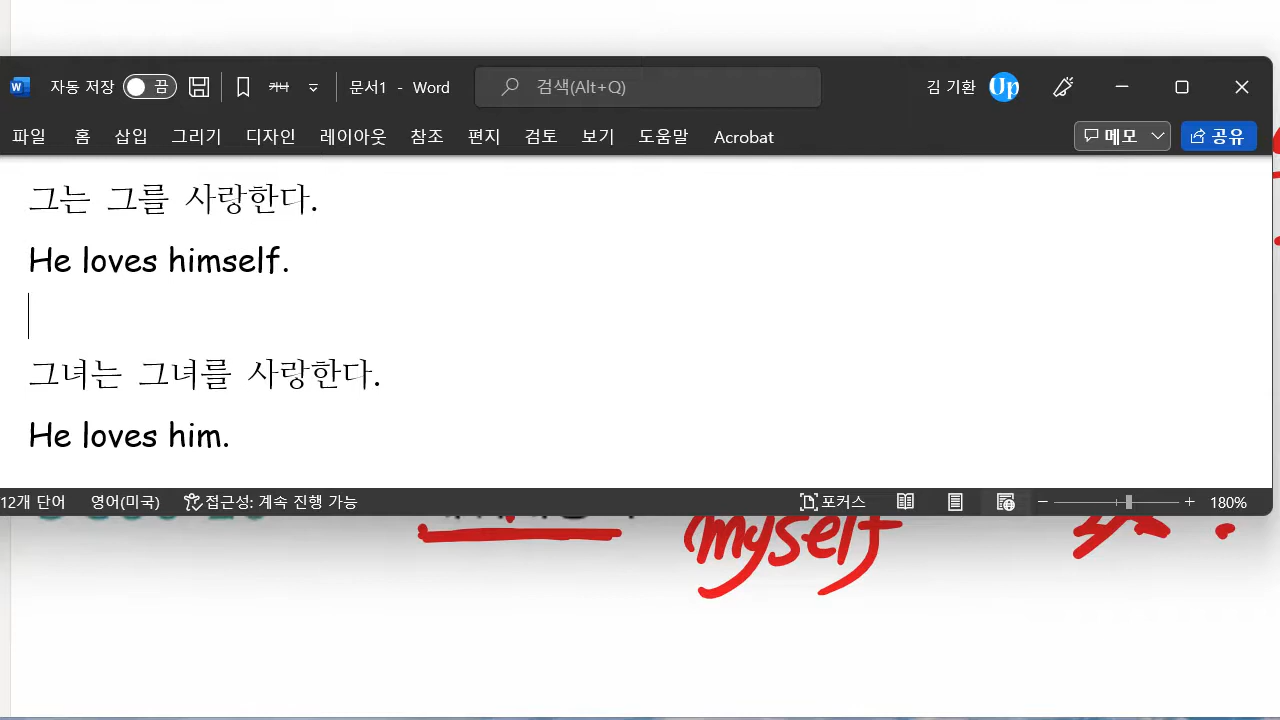 자동 저장 끔 문서1 - Word 검색(Alt+Q) 김 기환 Up
파일 홈 삽입 그리기 디자인 레이아웃 참조 편지 검토 보기 도움말 Acrobat 메모 공유
그는 그를 사랑한다.
He loves himself.
그녀는 그녀를 사랑한다.
He loves him.
12개 단어 영어(미국) 접근성: 계속 진행 가능 포커스 180%
myself